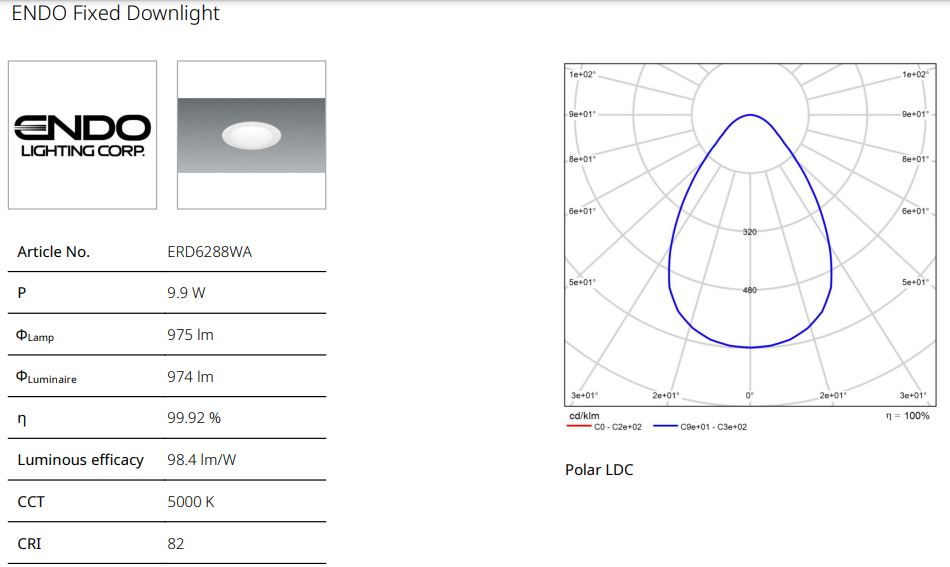 ENDO Fixed Downlight
ENDO
LIGHTING CORP.
Article No. ERD6288WA
P 9.9 W
ΦLamp 975 lm
ΦLuminaire 974 lm
η 99.92 %
Luminous efficacy 98.4 lm/W
CCT 5000 K
CRI 82
1e+02° 1e+02°
9e+01° 9e+01°
8e+01° 8e+01°
6e+01° 6e+01°
320
5e+01° 5e+01°
480
3e+01° 2e+01° 0° 2e+01° 3e+01°
cd/klm η = 100%
C0 - C2e+02 C9e+01 - C3e+02
Polar LDC